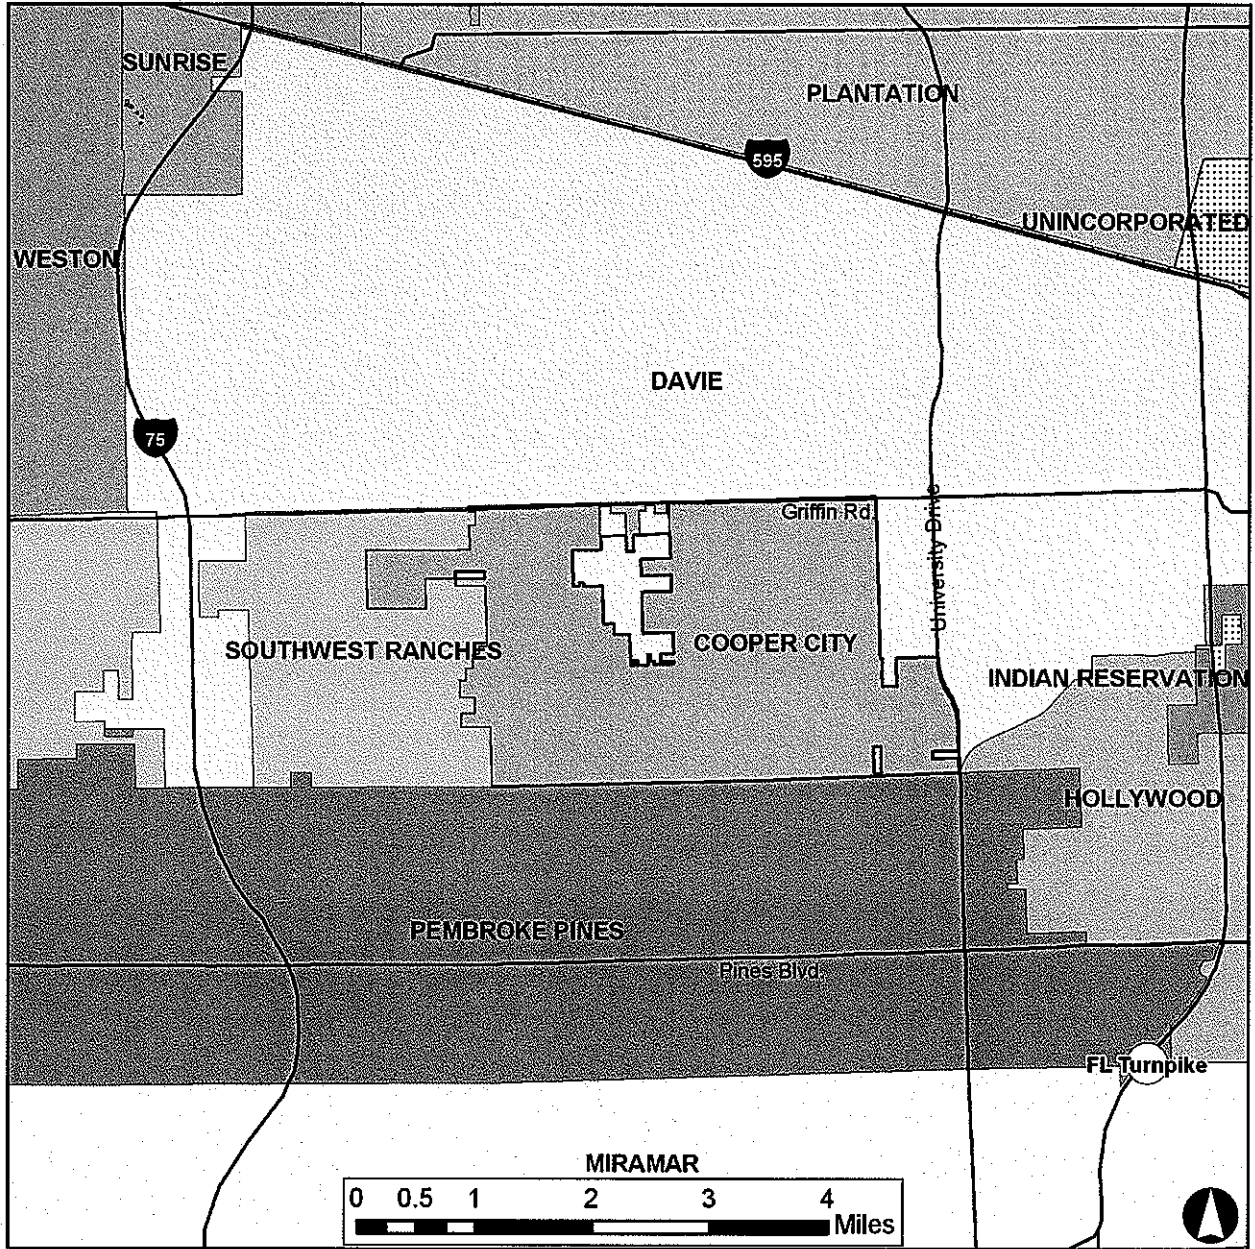 SUNRISE
PLANTATION
595
UNINCORPORATED
WESTON
DAVIE
75
Griffin Rd.
University Drive
SOUTHWEST RANCHES
COOPER CITY
INDIAN RESERVATION
HOLLYWOOD
PEMBROKE PINES
Pines Blvd.
FL Turnpike
MIRAMAR
0 0.5 1 2 3 4
Miles